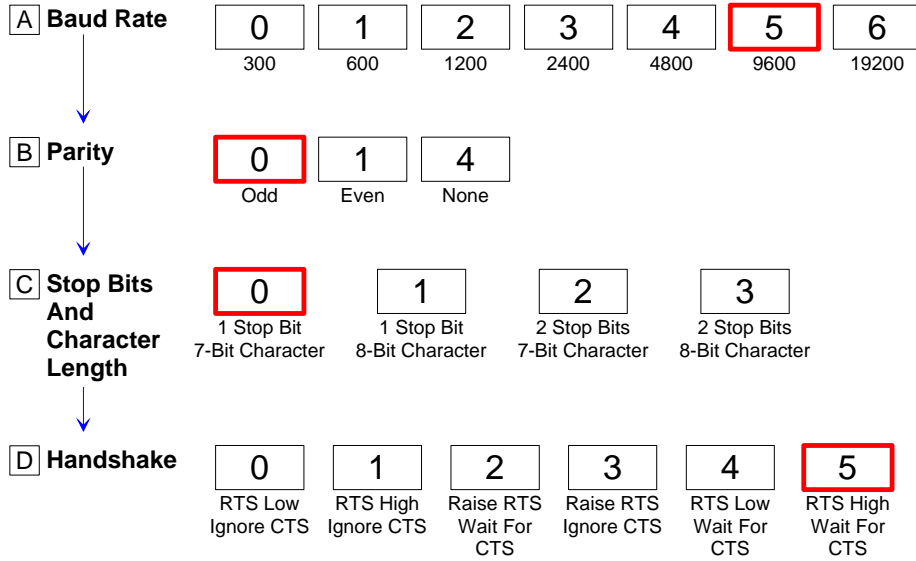 A Baud Rate
0 1 2 3 4 5 6
300 600 1200 2400 4800 9600 19200
B Parity
0 1 4
Odd Even None
C Stop Bits
And
Character
Length
0 1 2 3
1 Stop Bit 1 Stop Bit 2 Stop Bits 2 Stop Bits
7-Bit Character 8-Bit Character 7-Bit Character 8-Bit Character
D Handshake
0 1 2 3 4 5
RTS Low RTS High Raise RTS Raise RTS RTS Low RTS High
Ignore CTS Ignore CTS Wait For Ignore CTS Wait For Wait For
CTS CTS CTS